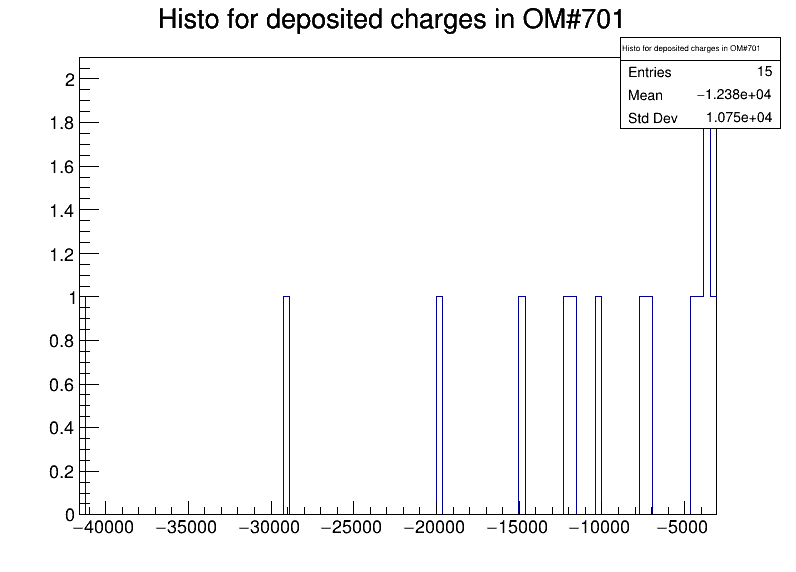 Histo for deposited charges in OM#701
Histo for deposited charges in OM#701
Entries 15
Mean −1.238e+04
Std Dev 1.075e+04
2
1.8
1.6
1.4
1.2
1
0.8
0.6
0.4
0.2
0
−40000 −35000 −30000 −25000 −20000 −15000 −10000 −5000